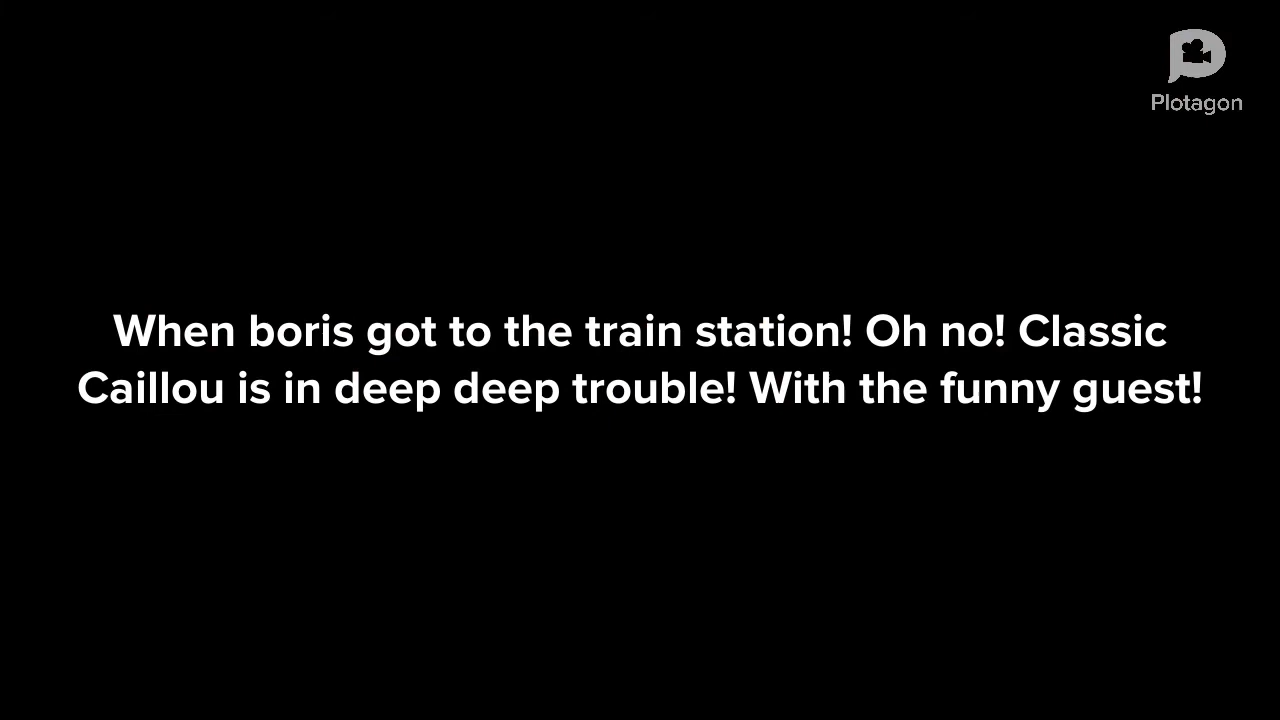 Plotagon
When boris got to the train station! Oh no! Classic
Caillou is in deep deep trouble! With the funny guest!